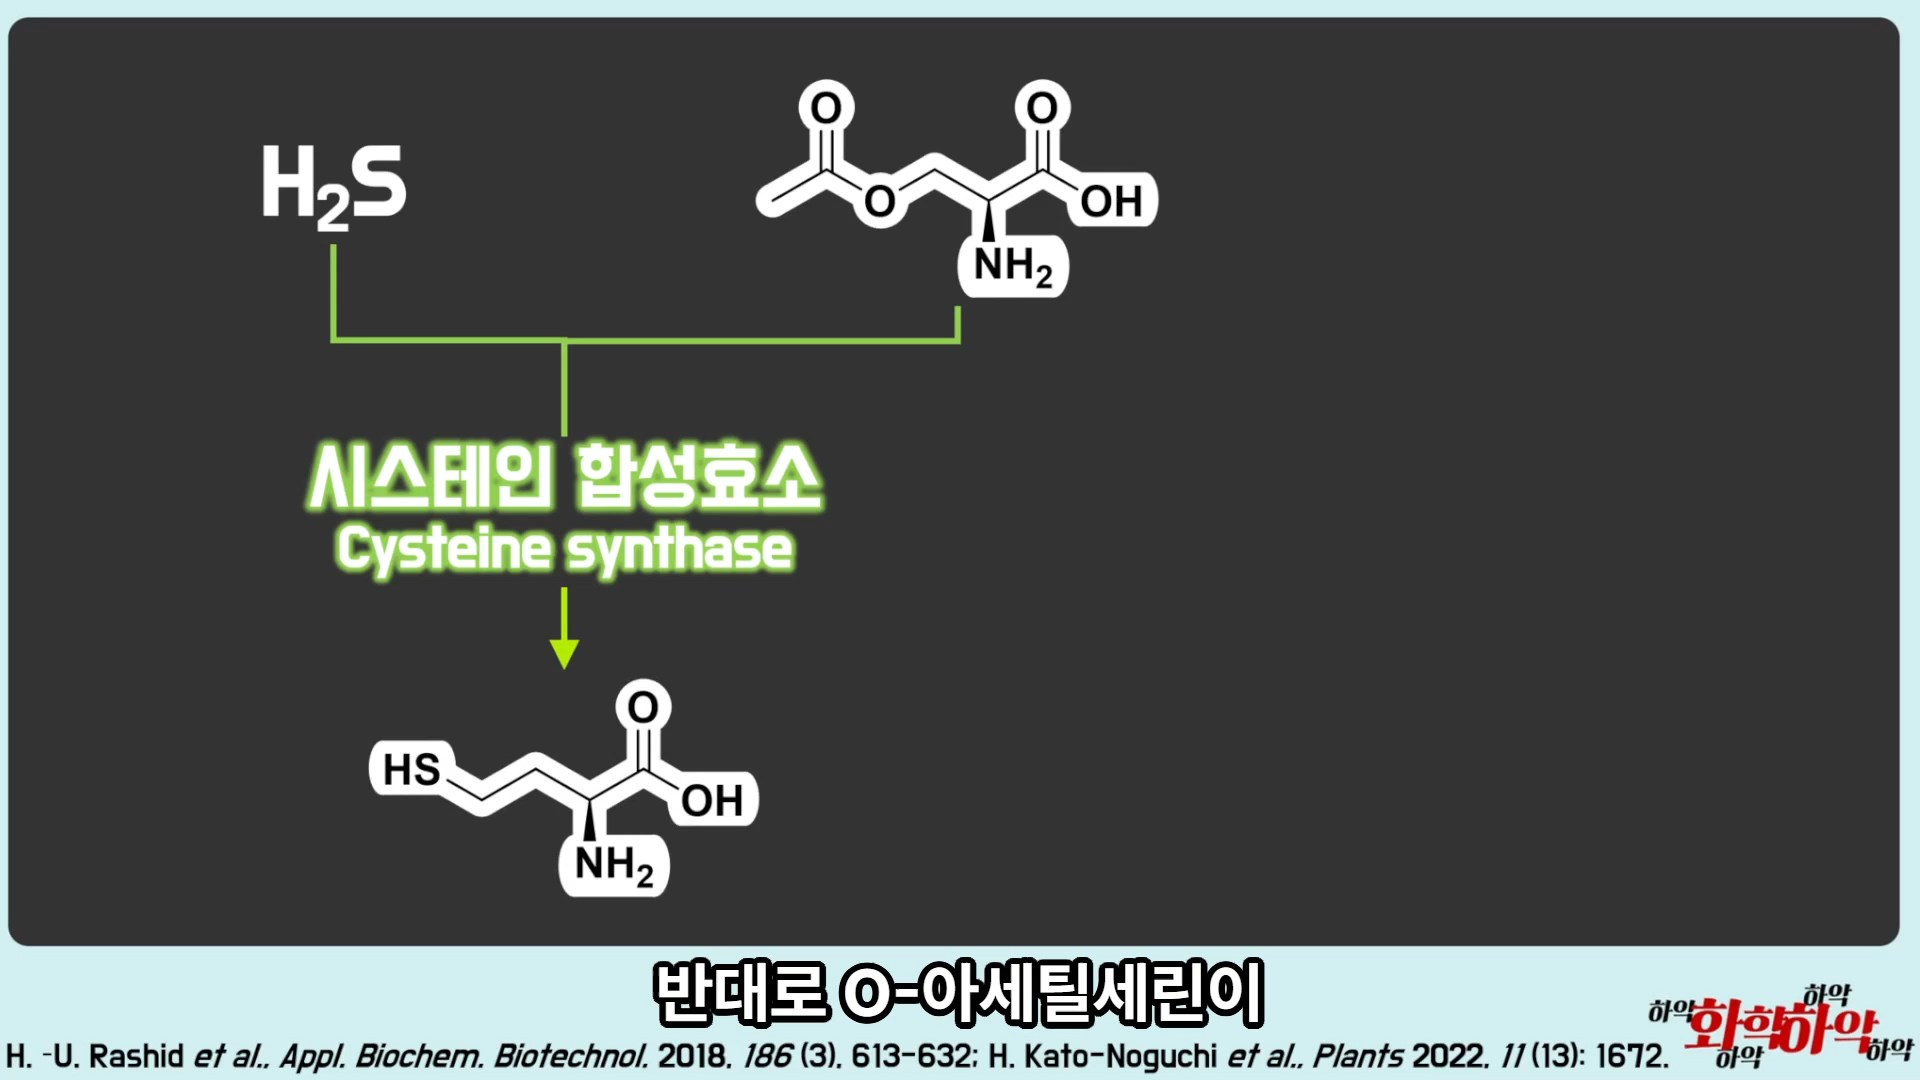 H₂S
O
O
O
OH
NH₂
시스테인 합성효소
Cysteine synthase
O
HS
OH
NH₂
반대로 O-아세틸세린이
H. -U. Rashid et al., Appl. Biochem. Biotechnol. 2018, 186 (3), 613-632; H. Kato-Noguchi et al., Plants 2022, 11 (13): 1672.
하악
화학하악
하악
하악
하악